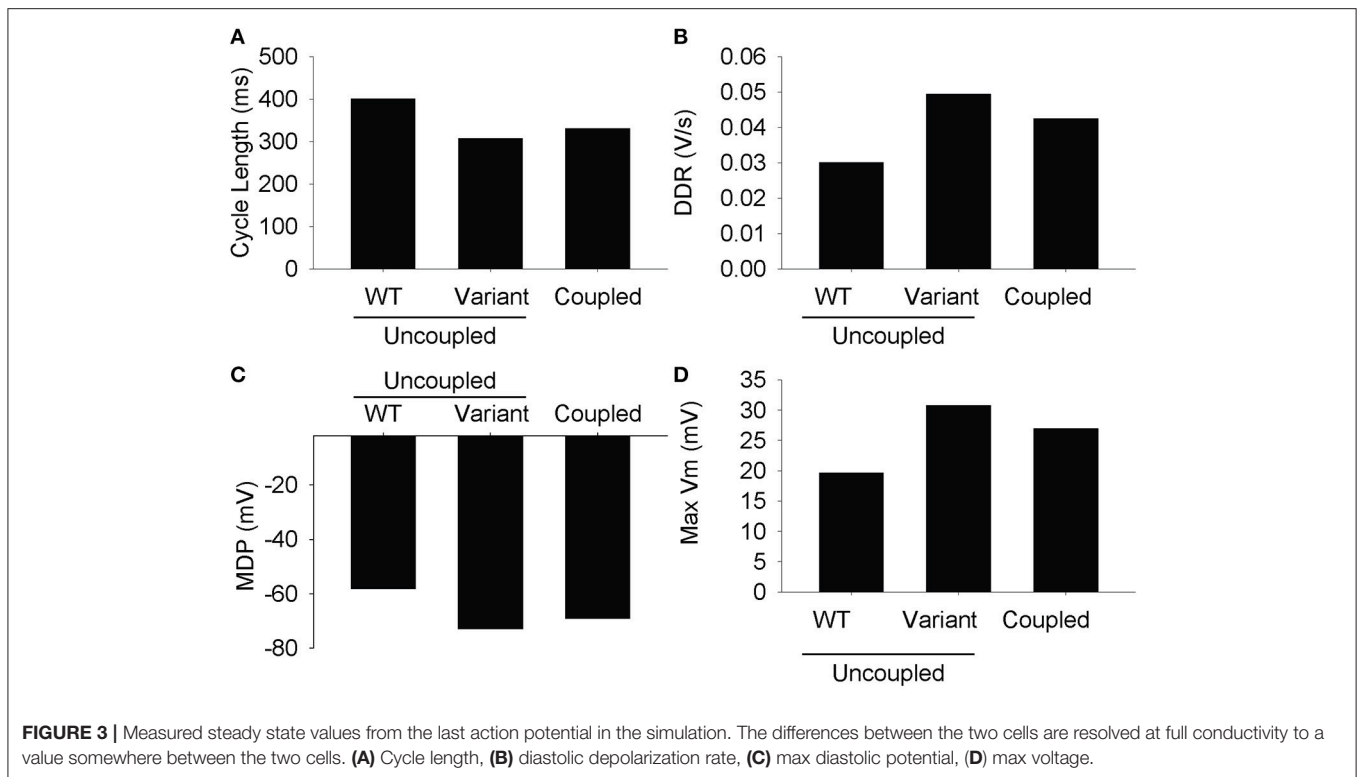 A
500
400
300
200
100
0
Cycle Length (ms)
WT Variant Coupled
Uncoupled
B
0.06
0.05
0.04
0.03
0.02
0.01
0.00
DDR (V/s)
WT Variant Coupled
Uncoupled
C
Uncoupled
WT Variant Coupled
-20
-40
-60
-80
MDP (mV)
D
35
30
25
20
15
10
5
0
Max Vm (mV)
WT Variant Coupled
Uncoupled
FIGURE 3 | Measured steady state values from the last action potential in the simulation. The differences between the two cells are resolved at full conductivity to a
value somewhere between the two cells. (A) Cycle length, (B) diastolic depolarization rate, (C) max diastolic potential, (D) max voltage.